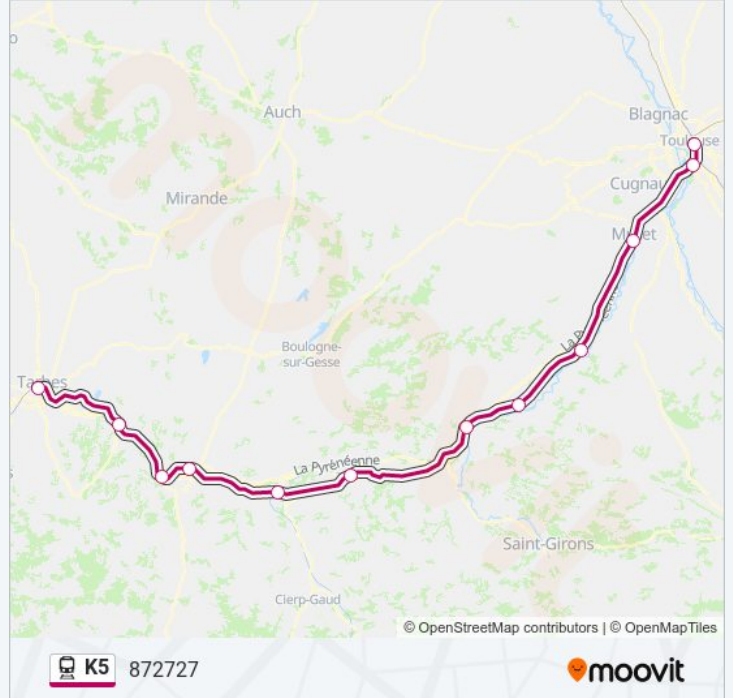 Auch
Blagnac
Toulouse
Cugnau
Mirande
Muret
Boulogne-
sur-Gesse
Tarbes
La Pyrénéenne
Saint-Girons
Cierp-Gaud
© OpenStreetMap contributors | © OpenMapTiles
K5 872727
moovit